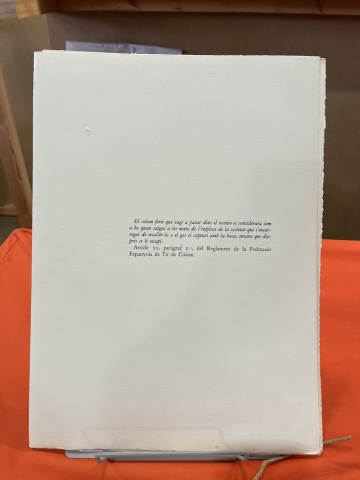 El colom ferit que vagi a parar dins el recinte es considerarà com
a bo quan caigui a les mans de l'empleat de la societat que s'encar-
regui de recollir-lo o el gos el capturi amb la boca, encara que des-
prés se li escapi.
Article 55, paràgraf 2.º, del Reglament de la Federació
Espanyola de Tir de Colom.